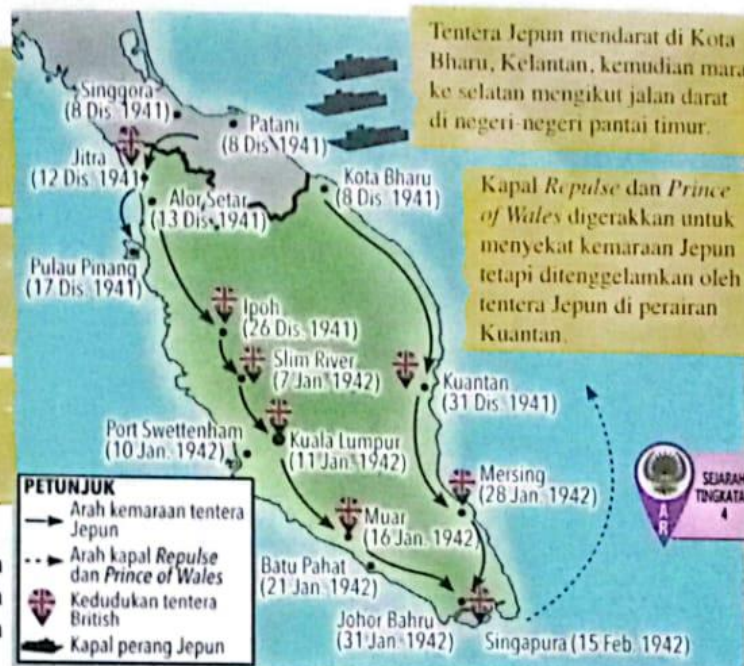 Tentera Jepun mendarat di Kota
Bharu, Kelantan, kemudian mara
ke selatan mengikut jalan darat
di negeri-negeri pantai timur.
Kapal Repulse dan Prince
of Wales digerakkan untuk
menyekat kemaraan Jepun
tetapi ditenggelamkan oleh
tentera Jepun di perairan
Kuantan.
Singgora
(8 Dis. 1941)
Patani
(8 Dis. 1941)
Jitra
(12 Dis. 1941)
Alor Setar
(13 Dis. 1941)
Kota Bharu
(8 Dis. 1941)
Pulau Pinang
(17 Dis. 1941)
Ipoh
(26 Dis. 1941)
Slim River
(7 Jan. 1942)
Kuantan
(31 Dis. 1941)
Port Swettenham
(10 Jan. 1942)
Kuala Lumpur
(11 Jan. 1942)
Mersing
(28 Jan. 1942)
Muar
(16 Jan. 1942)
Batu Pahat
(21 Jan. 1942)
Johor Bahru
(31 Jan. 1942)
Singapura (15 Feb. 1942)
PETUNJUK
Arah kemaraan tentera
Jepun
Arah kapal Repulse
dan Prince of Wales
Kedudukan tentera
British
Kapal perang Jepun
AR
SEJARAH
TINGKATA
4